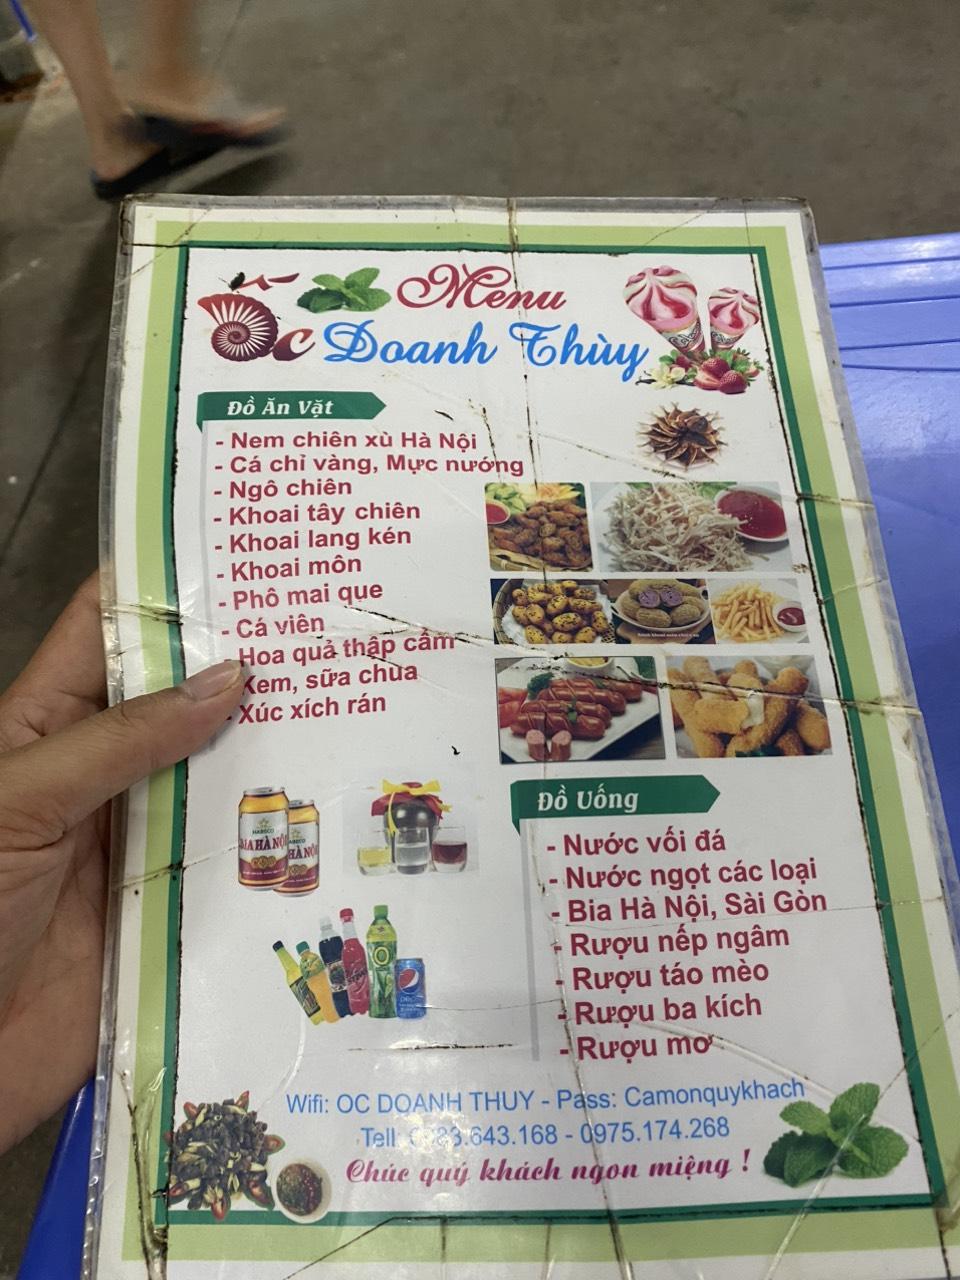 Menu
Ốc Doanh Thùy
Đồ Ăn Vặt
- Nem chiên xù Hà Nội
- Cá chỉ vàng, Mực nướng
- Ngô chiên
- Khoai tây chiên
- Khoai lang kén
- Khoai môn
- Phô mai que
- Cá viên
Hoa quả thập cẩm
Kem, sữa chua
- Xúc xích rán
HABECO
BIA HÀ NỘI
Đồ Uống
- Nước vối đá
- Nước ngọt các loại
- Bia Hà Nội, Sài Gòn
- Rượu nếp ngâm
- Rượu táo mèo
- Rượu ba kích
- Rượu mơ
Wifi: OC DOANH THUY - Pass: Camonquykhach
Tell: 643.168 - 0975.174.268
Chúc quý khách ngon miệng !